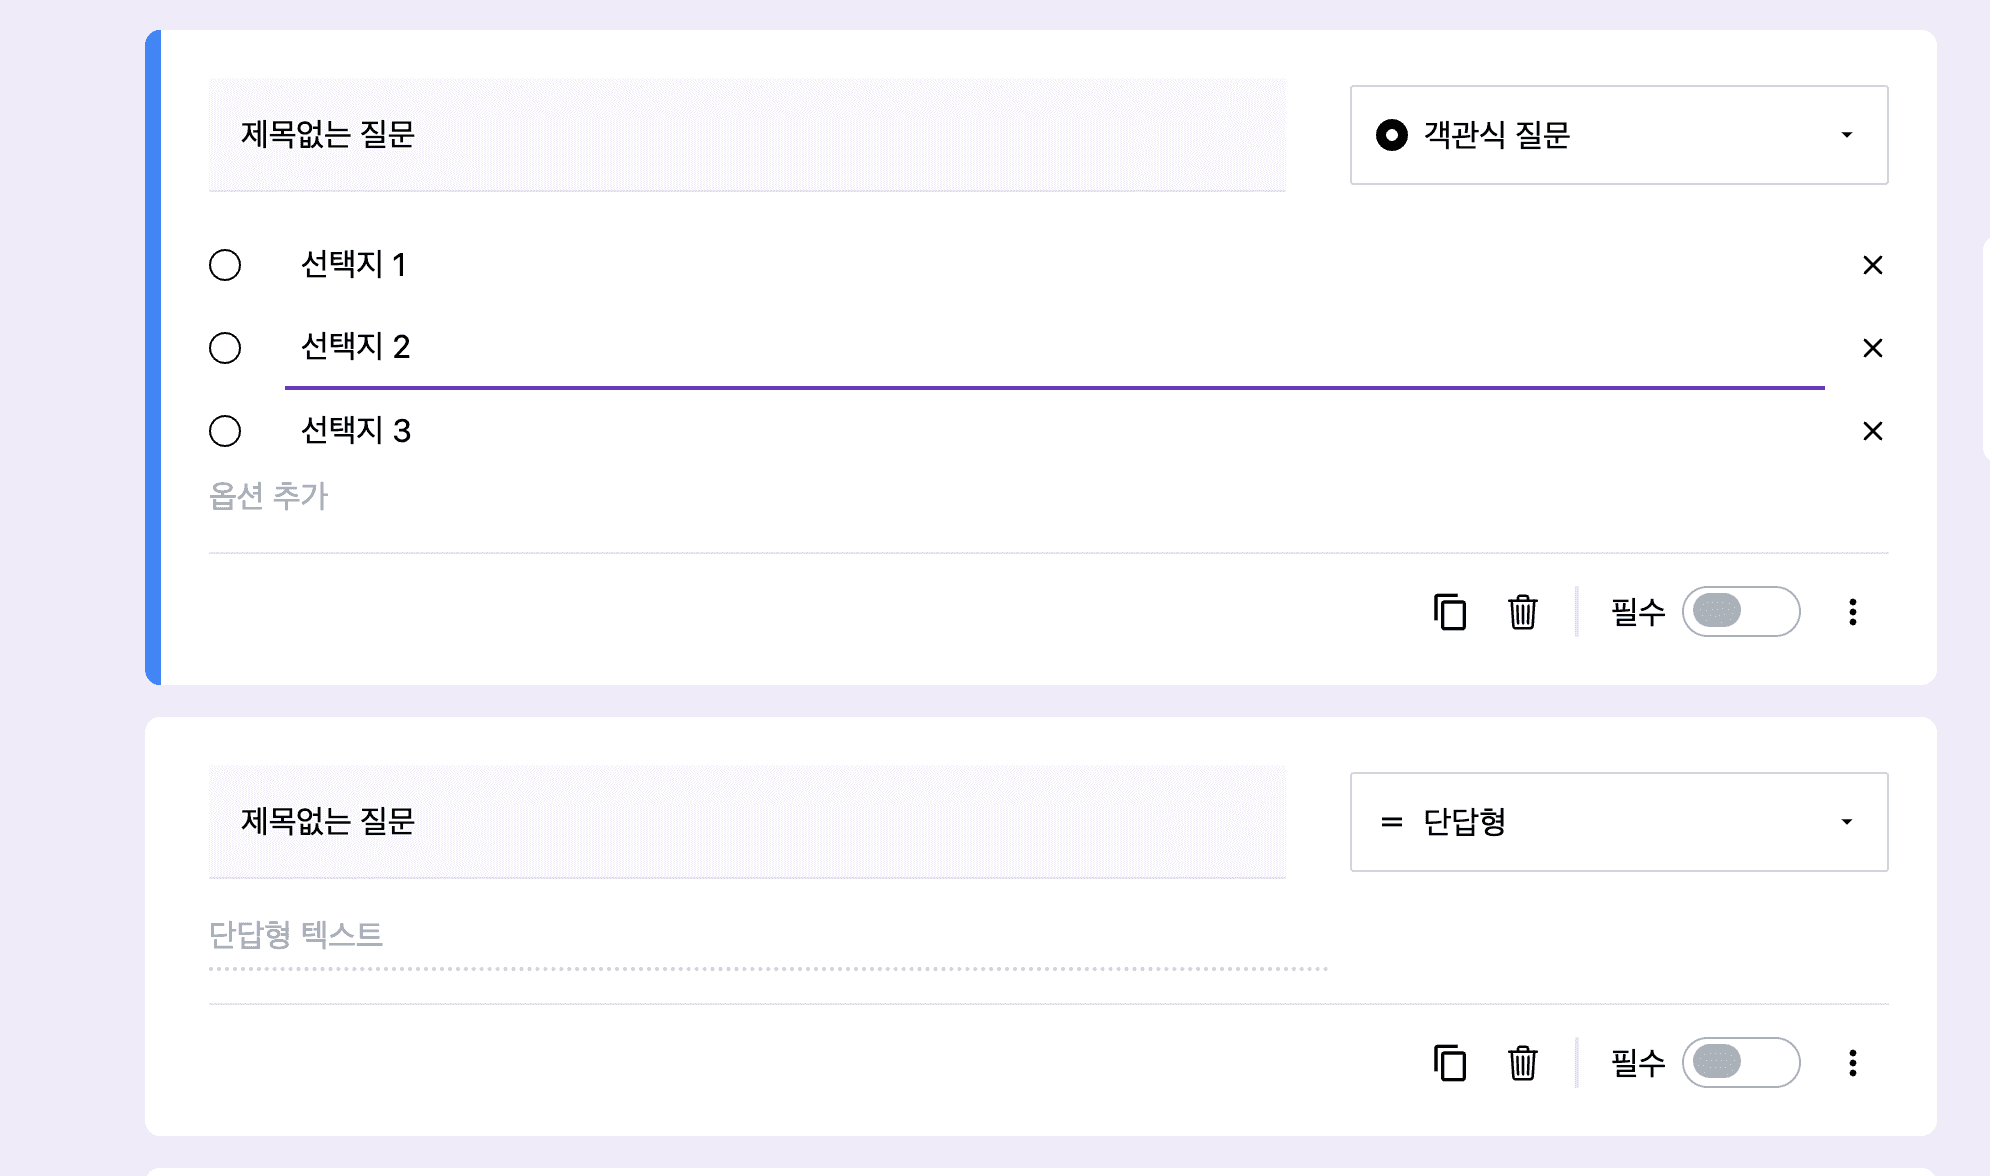 제목없는 질문
객관식 질문
선택지 1
선택지 2
선택지 3
옵션 추가
필수
제목없는 질문
단답형
단답형 텍스트
필수